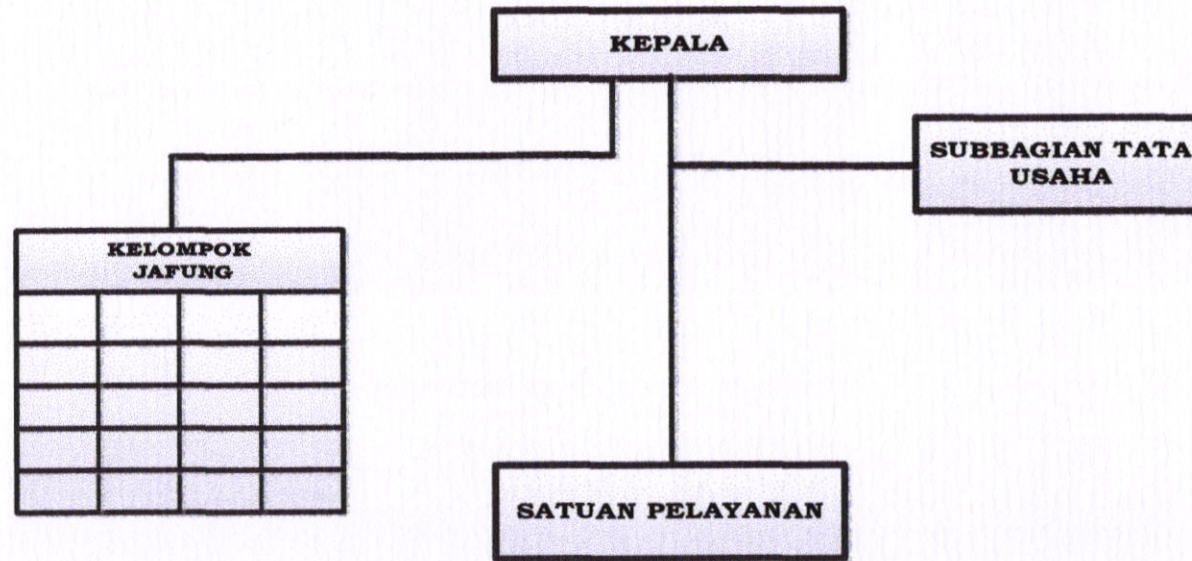 KEPALA
SUBBAGIAN TATA
USAHA
KELOMPOK
JAFUNG
SATUAN PELAYANAN